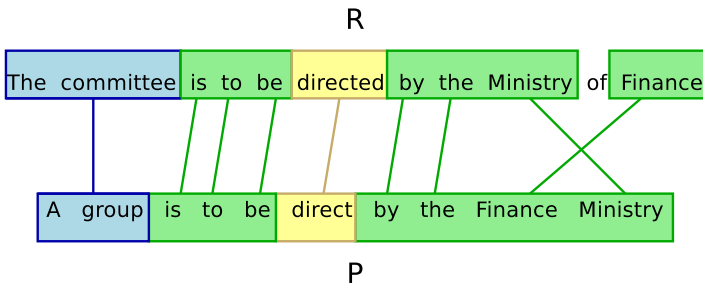 R
The committee is to be directed by the Ministry of Finance
A group is to be direct by the Finance Ministry
P